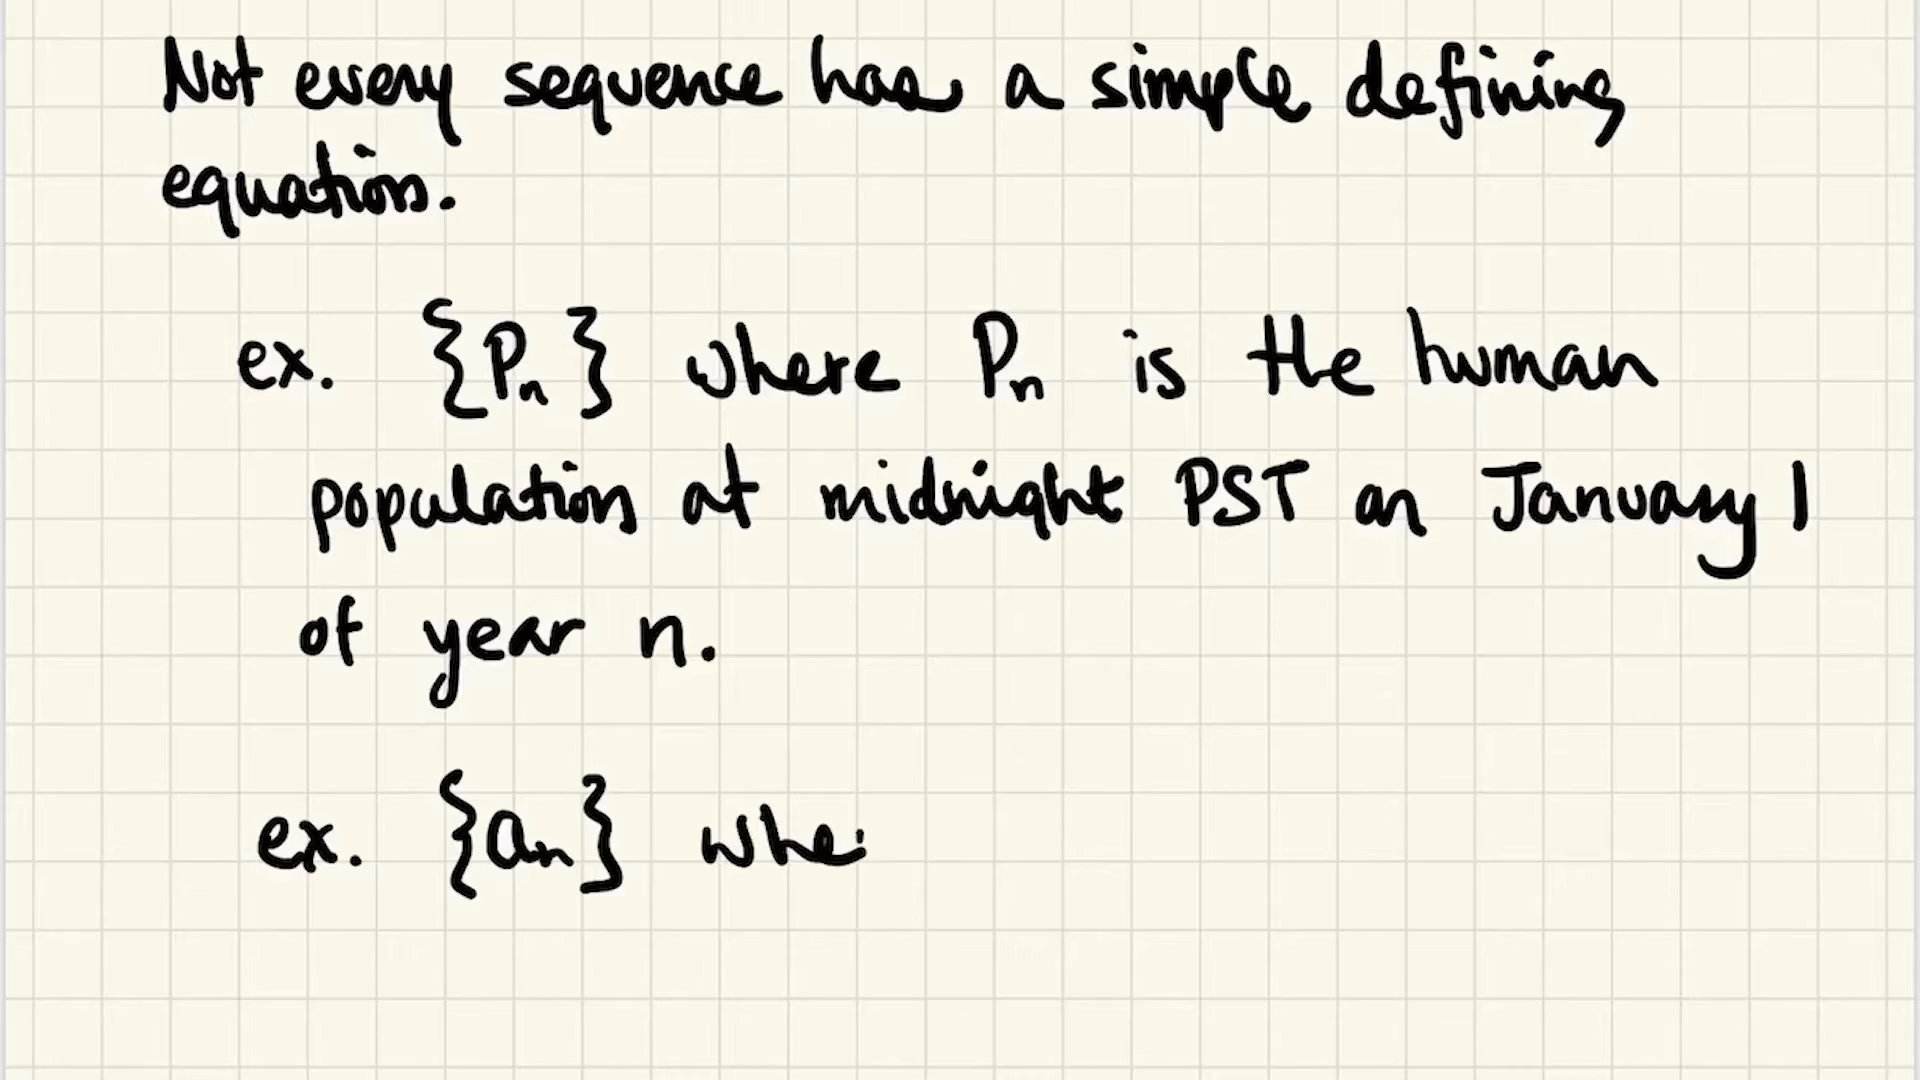 Not every sequence has a simple defining
equation.
ex. {Pn} where Pn is the human
population at midnight PST on January 1
of year n.
ex. {an} whe